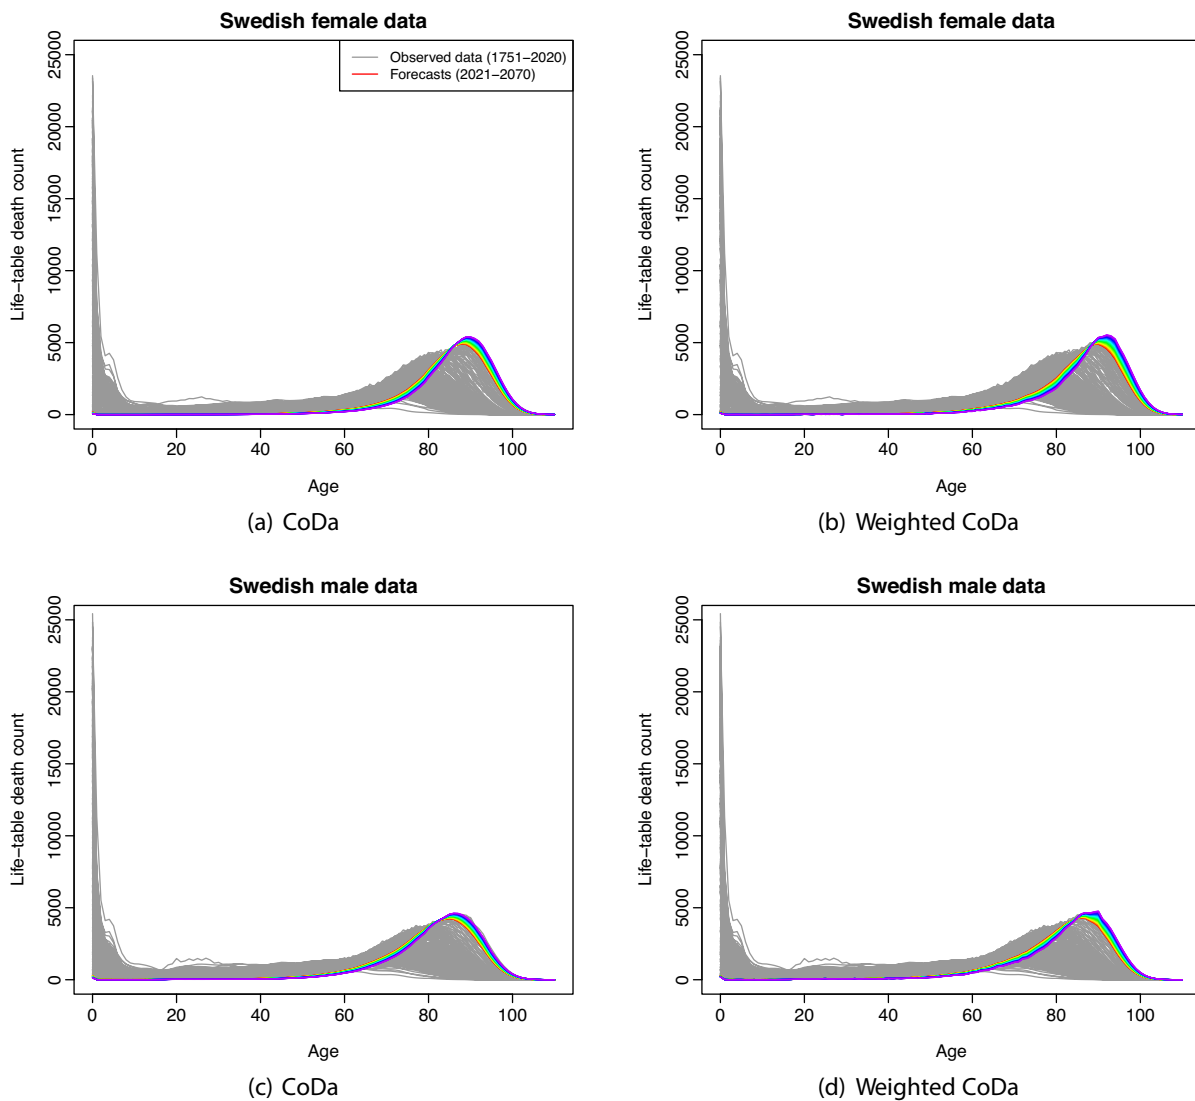 Swedish female data
Observed data (1751−2020)
Forecasts (2021−2070)
Life−table death count
0 5000 10000 15000 20000 25000
0 20 40 60 80 100
Age
(a) CoDa
Swedish female data
Life−table death count
0 5000 10000 15000 20000 25000
0 20 40 60 80 100
Age
(b) Weighted CoDa
Swedish male data
Life−table death count
0 5000 10000 15000 20000 25000
0 20 40 60 80 100
Age
(c) CoDa
Swedish male data
Life−table death count
0 5000 10000 15000 20000 25000
0 20 40 60 80 100
Age
(d) Weighted CoDa